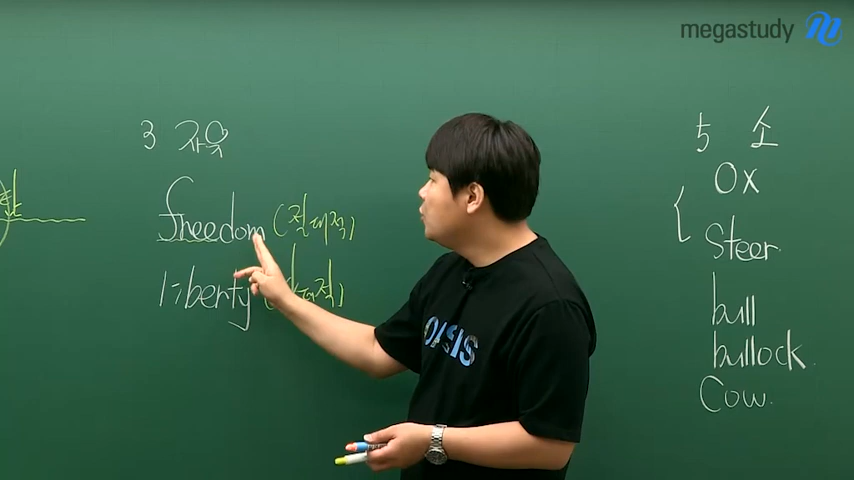 megastudy
3 자유
freedom (절대적)
liberty
5 소
Ox
Steer
bull
bullock
Cow
OASIS